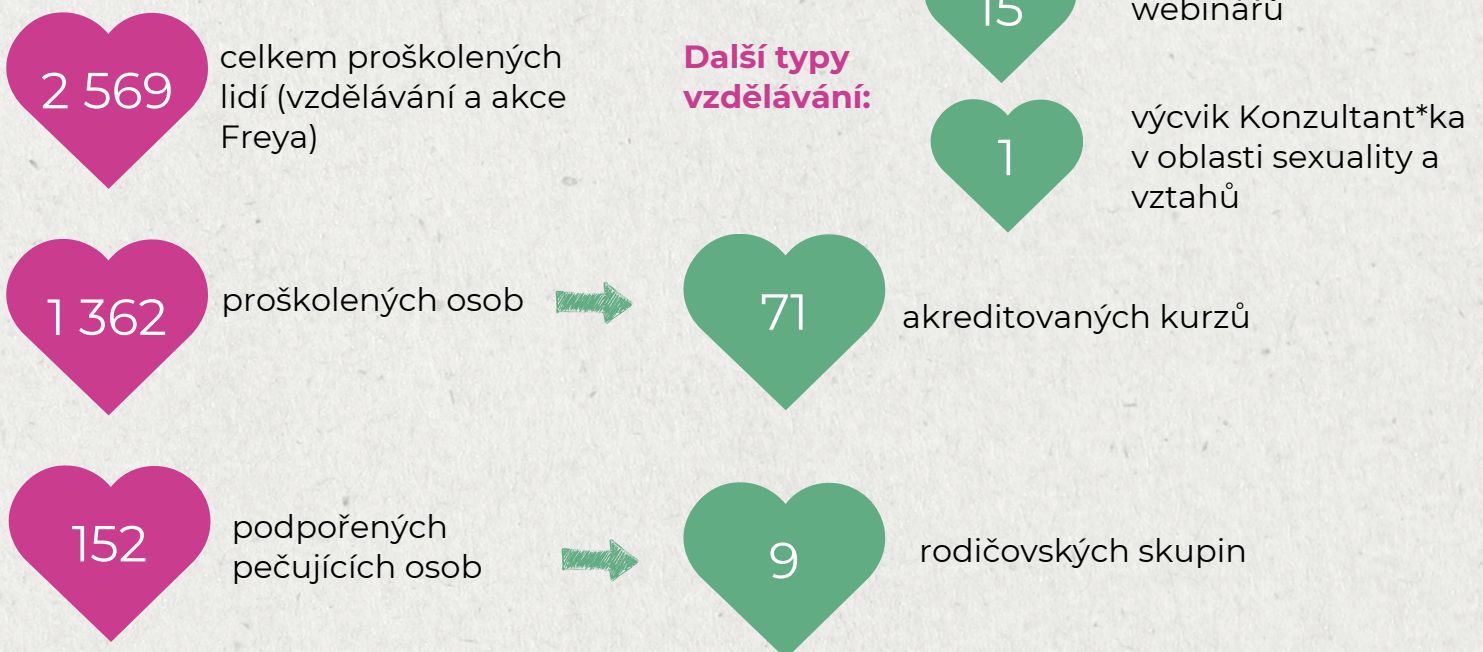 2 569
celkem proškolených
lidí (vzdělávání a akce
Freya)
Další typy
vzdělávání:
15
webinářů
1
výcvik Konzultant*ka
v oblasti sexuality a
vztahů
1 362
proškolených osob
71
akreditovaných kurzů
152
podpořených
pečujících osob
9
rodičovských skupin